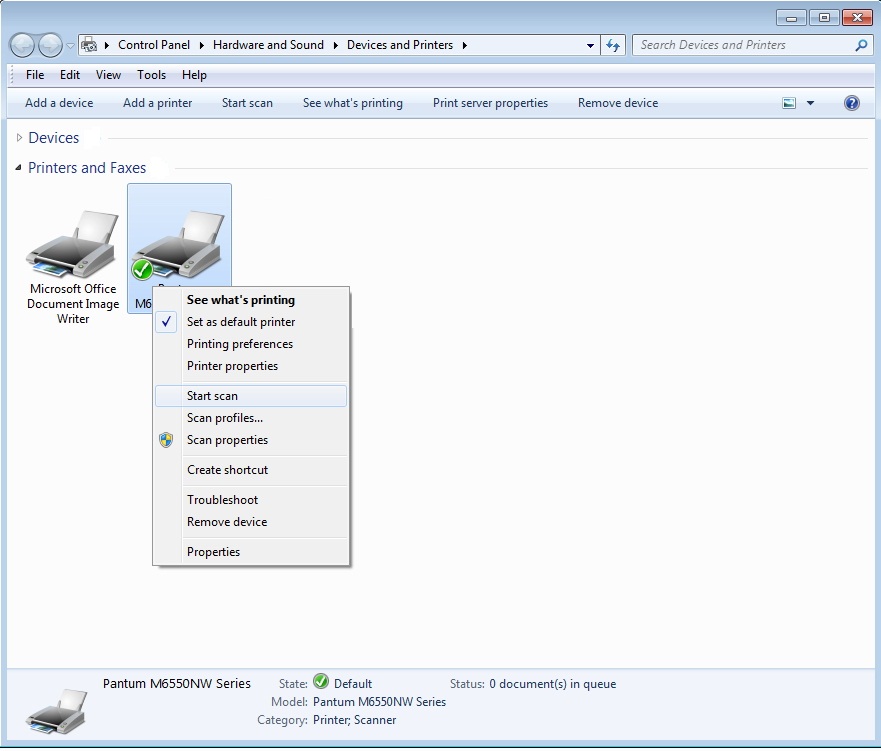 Control Panel Hardware and Sound Devices and Printers Search Devices and Printers
File Edit View Tools Help
Add a device Add a printer Start scan See what's printing Print server properties Remove device
Devices
Printers and Faxes
Microsoft Office
Document Image
Writer
M6
See what's printing
Set as default printer
Printing preferences
Printer properties
Start scan
Scan profiles...
Scan properties
Create shortcut
Troubleshoot
Remove device
Properties
Pantum M6550NW Series State: Default Status: 0 document(s) in queue
Model: Pantum M6550NW Series
Category: Printer; Scanner